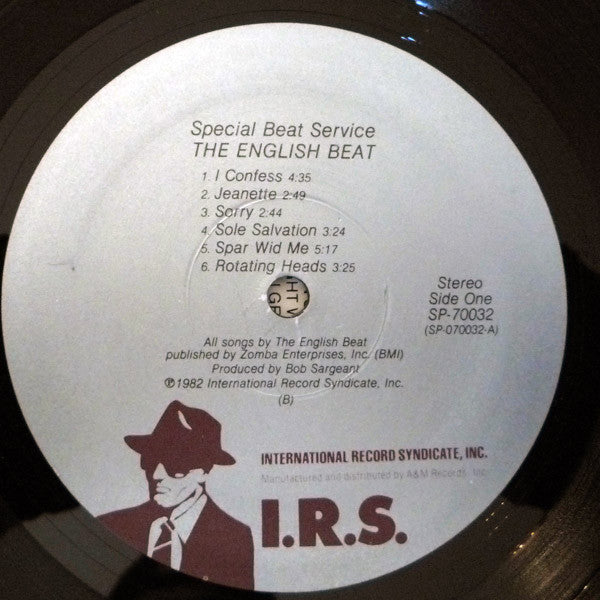 Special Beat Service
THE ENGLISH BEAT
1. I Confess 4:35
2. Jeanette 2:49
3. Sorry 2:44
4. Sole Salvation 3:24
5. Spar Wid Me 5:17
6. Rotating Heads 3:25
Stereo
Side One
SP-70032
(SP-070032-A)
All songs by The English Beat
published by Zomba Enterprises, Inc. (BMI)
Produced by Bob Sargeant
℗1982 International Record Syndicate, Inc.
(B)
INTERNATIONAL RECORD SYNDICATE, INC.
Manufactured and distributed by A&M Records, Inc.
I.R.S.